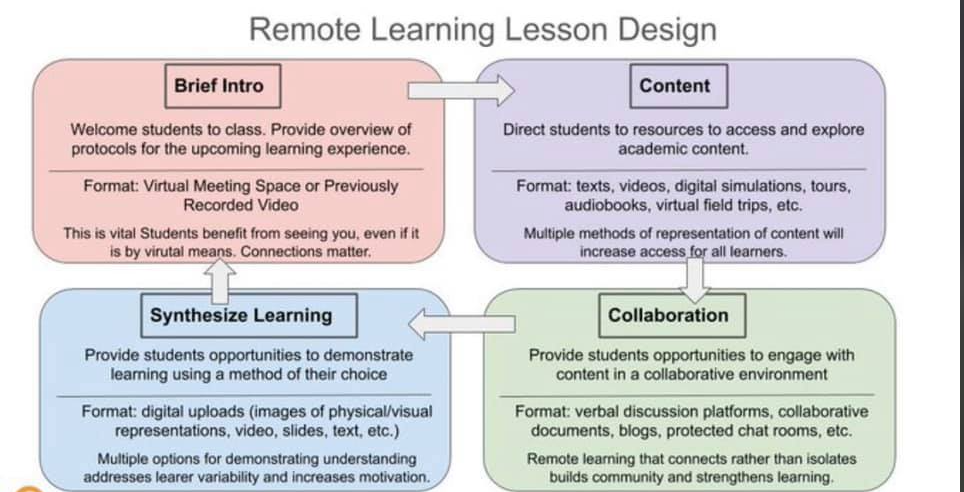 Remote Learning Lesson Design
Brief Intro
Welcome students to class. Provide overview of
protocols for the upcoming learning experience.
Format: Virtual Meeting Space or Previously
Recorded Video
This is vital Students benefit from seeing you, even if it
is by virutal means. Connections matter.
Content
Direct students to resources to access and explore
academic content.
Format: texts, videos, digital simulations, tours,
audiobooks, virtual field trips, etc.
Multiple methods of representation of content will
increase access for all learners.
Collaboration
Provide students opportunities to engage with
content in a collaborative environment
Format: verbal discussion platforms, collaborative
documents, blogs, protected chat rooms, etc.
Remote learning that connects rather than isolates
builds community and strengthens learning.
Synthesize Learning
Provide students opportunities to demonstrate
learning using a method of their choice
Format: digital uploads (images of physical/visual
representations, video, slides, text, etc.)
Multiple options for demonstrating understanding
addresses learer variability and increases motivation.